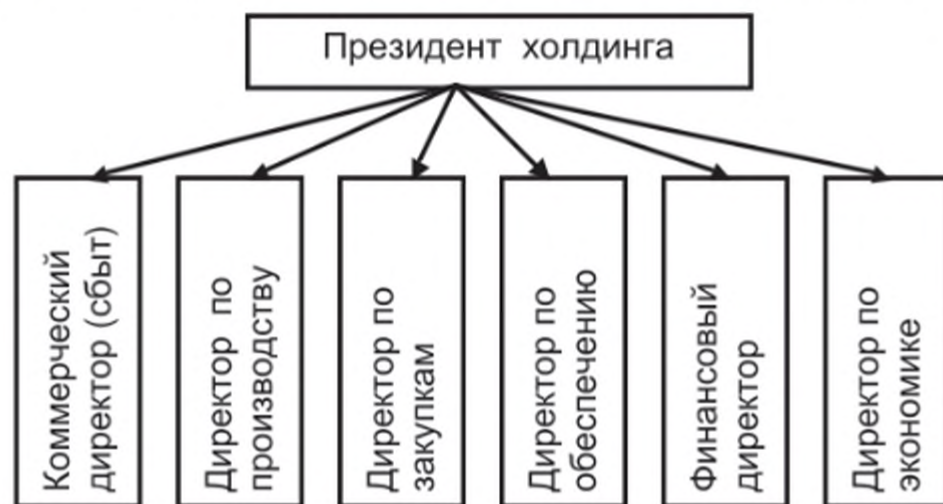 Президент холдинга
Коммерческий
директор (сбыт)
Директор по
производству
Директор по
закупкам
Директор по
обеспечению
Финансовый
директор
Директор по
экономике